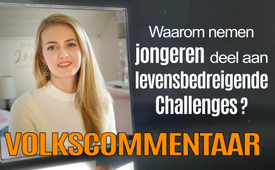 Waarom nemen
jongeren deel aan
levensbedreigende
Challenges?
VOLKSCOMMENTAAR